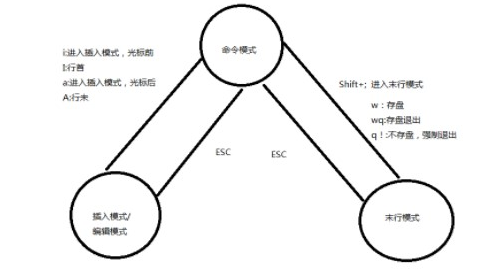 命令模式
i:进入插入模式，光标前
I:行首
a:进入插入模式，光标后
A:行末
Shift+; 进入末行模式
w：存盘
wq:存盘退出
q！:不存盘，强制退出
ESC
ESC
插入模式/
编辑模式
末行模式